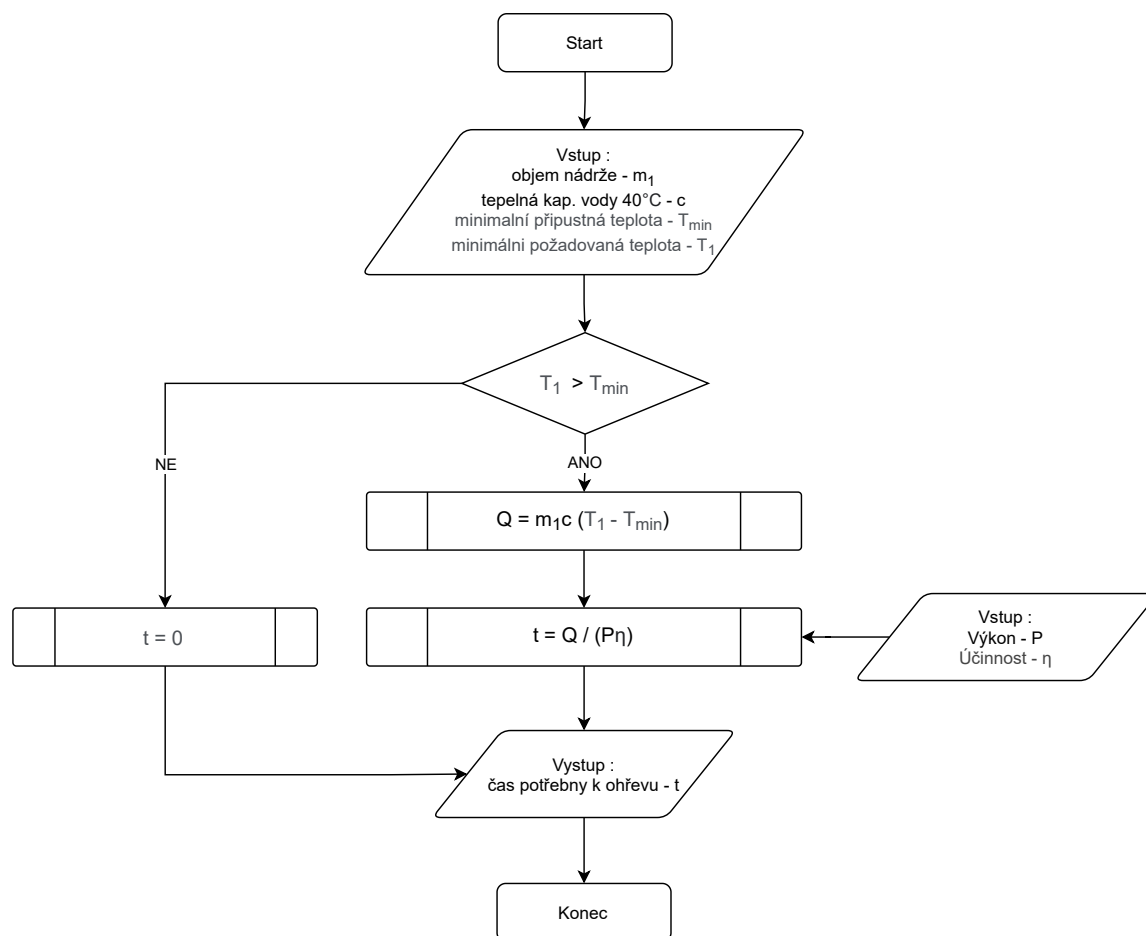 Start
Vstup :
objem nádrže - m₁
tepelná kap. vody 40°C - c
minimalní připustná teplota - Tₘᵢₙ
minimálni požadovaná teplota - T₁
T₁ > Tₘᵢₙ
NE
ANO
Q = m₁c (T₁ - Tₘᵢₙ)
t = 0
t = Q / (Pη)
Vstup :
Výkon - P
Účinnost - η
Vystup :
čas potřebny k ohřevu - t
Konec